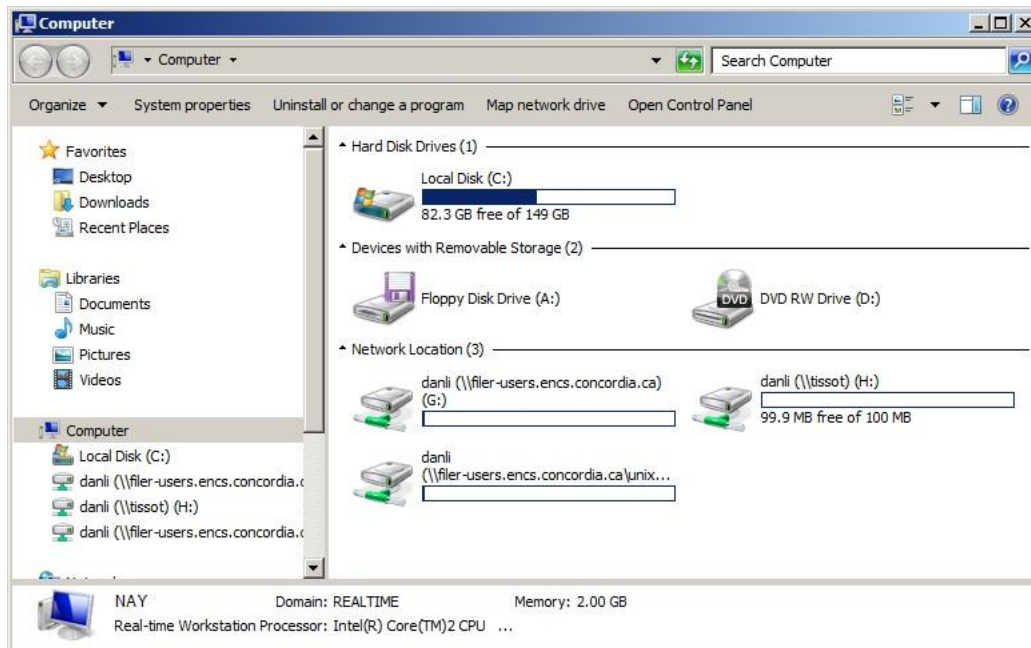 Computer
Computer
Search Computer
Organize System properties Uninstall or change a program Map network drive Open Control Panel
Favorites
Desktop
Downloads
Recent Places
Libraries
Documents
Music
Pictures
Videos
Computer
Local Disk (C:)
danli (\\filer-users.encs.concordia.c
danli (\\tissot) (H:)
danli (\\filer-users.encs.concordia.c
Hard Disk Drives (1)
Local Disk (C:)
82.3 GB free of 149 GB
Devices with Removable Storage (2)
Floppy Disk Drive (A:)
DVD
DVD RW Drive (D:)
Network Location (3)
danli (\\filer-users.encs.concordia.ca)
(G:)
danli (\\tissot) (H:)
99.9 MB free of 100 MB
danli
(\\filer-users.encs.concordia.ca\unix...
NAY Domain: REALTIME Memory: 2.00 GB
Real-time Workstation Processor: Intel(R) Core(TM)2 CPU ...